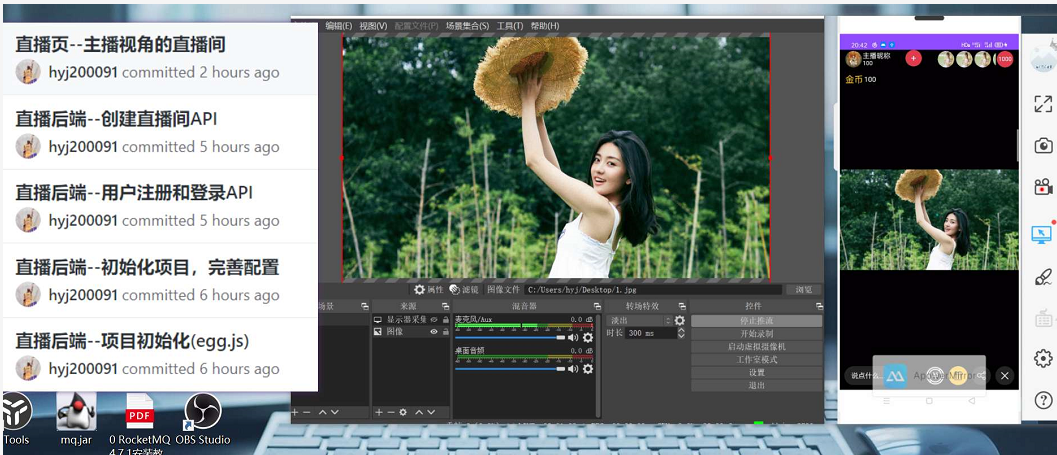 直播页--主播视角的直播间
hyj200091 committed 2 hours ago
直播后端--创建直播间API
hyj200091 committed 5 hours ago
直播后端--用户注册和登录API
hyj200091 committed 5 hours ago
直播后端--初始化项目，完善配置
hyj200091 committed 6 hours ago
直播后端--项目初始化(egg.js)
hyj200091 committed 6 hours ago
Tools
mq.jar
PDF
0 RocketMQ
4.7.1安装教
OBS Studio
编辑(E) 视图(V) 配置文件(P) 场景集合(S) 工具(T) 帮助(H)
属性 滤镜 图像文件 C:/Users/hyj/Desktop/1.jpg 浏览
场景 来源 混音器 转场特效 控件
显示器采集
图像
麦克风/Aux 0.0 dB
桌面音频 0.0 dB
淡出
时长 300 ms
停止推流
开始录制
启动虚拟摄像机
工作室模式
设置
退出
20:42
主播昵称
100
+
1000
金币 100
说点什么...
ApowerMirror